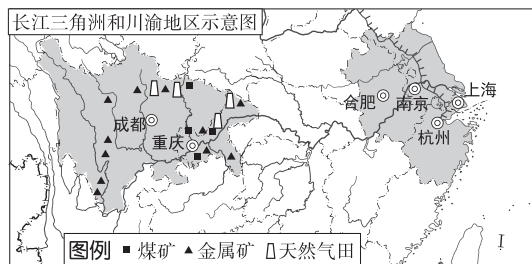 长江三角洲和川渝地区示意图
上海
合肥
南京
成都
杭州
重庆
图例 煤矿 金属矿 天然气田